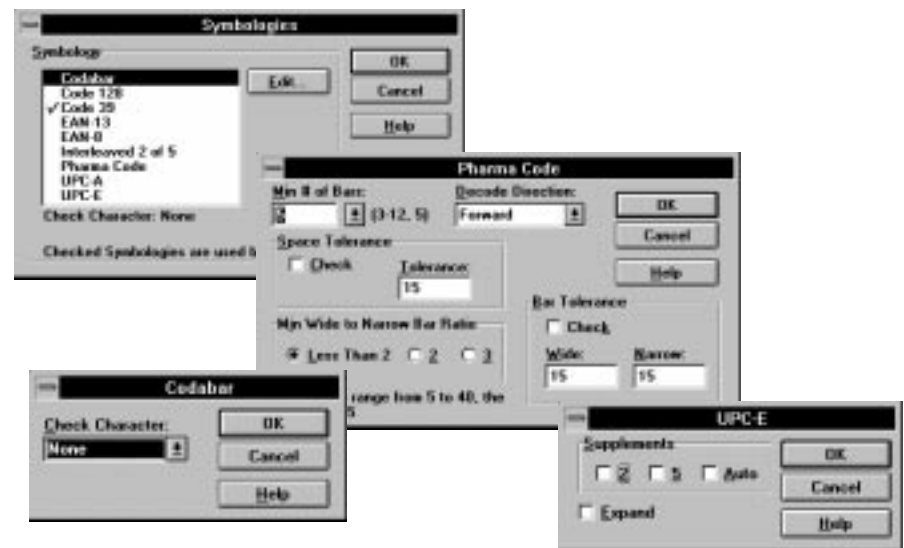 Symbologies
Symbology
Codabar
Code 128
✓ Code 39
EAN-13
EAN-8
Interleaved 2 of 5
Pharma Code
UPC-A
UPC-E
Edit...
OK
Cancel
Help
Check Character: None
Checked Symbologies are used
Pharma Code
Min # of Bars:
(3-12, 5)
Decode Direction:
Forward
OK
Cancel
Help
Space Tolerance
Check
Tolerance:
15
Bar Tolerance
Check
Wide:
15
Narrow:
15
Min Wide to Narrow Bar Ratio
Less Than 2 2 3
range from 5 to 40, the
5
Codabar
Check Character:
None
OK
Cancel
Help
UPC-E
Supplements
2 5 Auto
Expand
OK
Cancel
Help